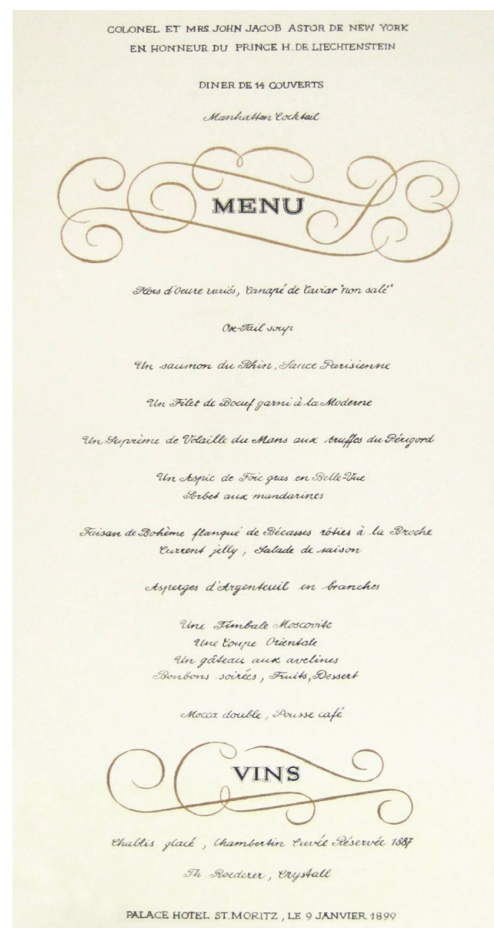 COLONEL ET MRS. JOHN JACOB ASTOR DE NEW YORK
EN HONNEUR DU PRINCE H. DE LIECHTENSTEIN
DINER DE 14 COUVERTS
Manhattan Cocktail
MENU
Hors d'Oeuvre variés, Canapé de Caviar "non salé"
Ox-Tail soup
Un saumon du Rhin, Sauce Parisienne
Un Filet de Boeuf garni à la Moderne
Un Suprème de Volaille du Mans aux truffes du Périgord
Un Aspic de Foie gras en Belle-Vue
Sorbet aux mandarines
Faisan de Bohème flanqué de Bécasses rôties à la Broche
Current jelly, Salade de saison
Asperges d'Argenteuil en branches
Une Timbale Moscovite
Une Coupe Orientale
Un gâteau aux avelines
Bonbons soirées, Fruits, Dessert
Mocca double, Pousse café
VINS
Chablis glacé, Chambertin Cuvée Réservée 1887
Th. Roederer, Crystall
PALACE HOTEL ST. MORITZ, LE 9 JANVIER 1899